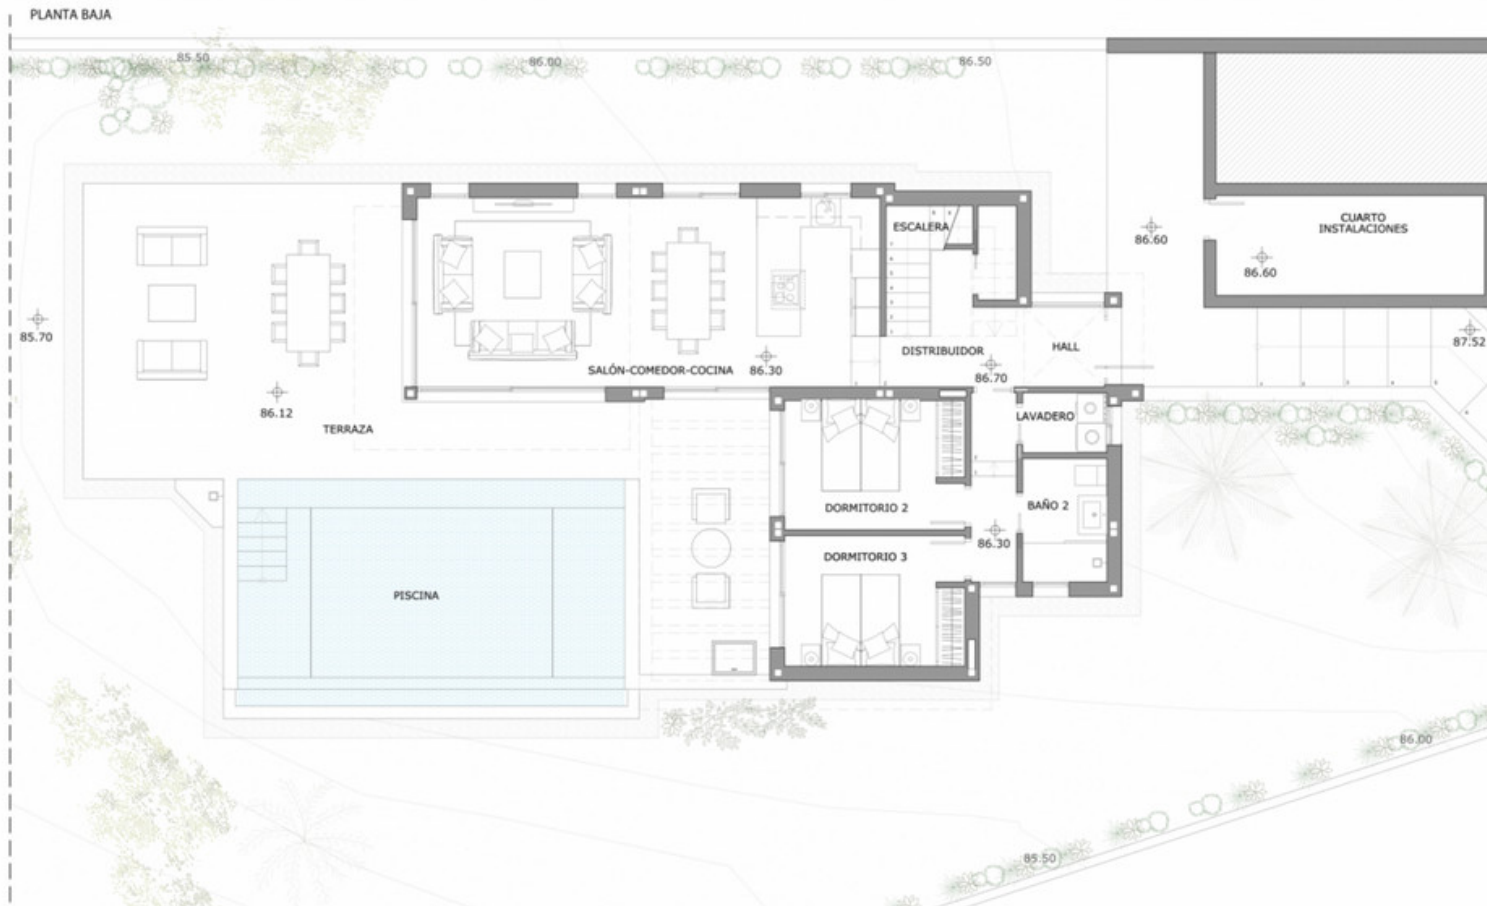 PLANTA BAJA
85.50
86.00
86.50
CUARTO
INSTALACIONES
ESCALERA
86.60
86.60
85.70
87.52
DISTRIBUIDOR
HALL
SALÓN-COMEDOR-COCINA
86.30
86.70
86.12
LAVADERO
TERRAZA
DORMITORIO 2
BAÑO 2
86.30
DORMITORIO 3
PISCINA
86.00
85.50